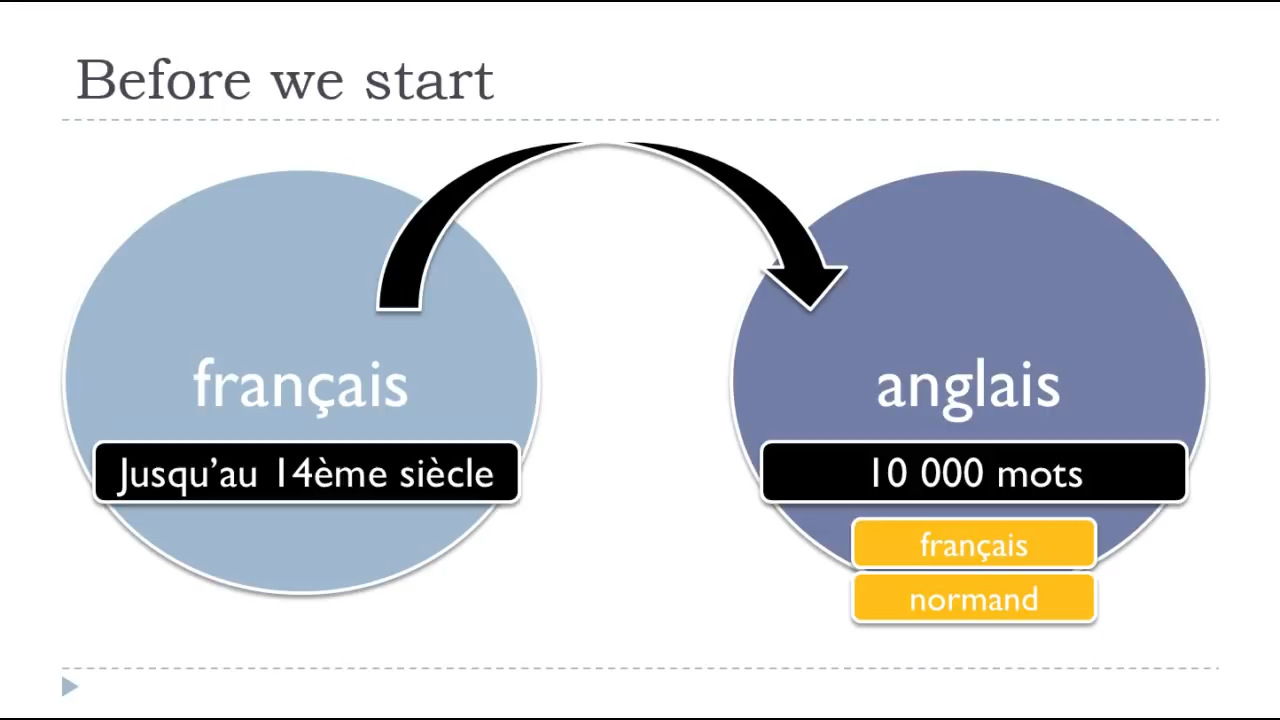 Before we start
français
Jusqu’au 14ème siècle
anglais
10 000 mots
français
normand